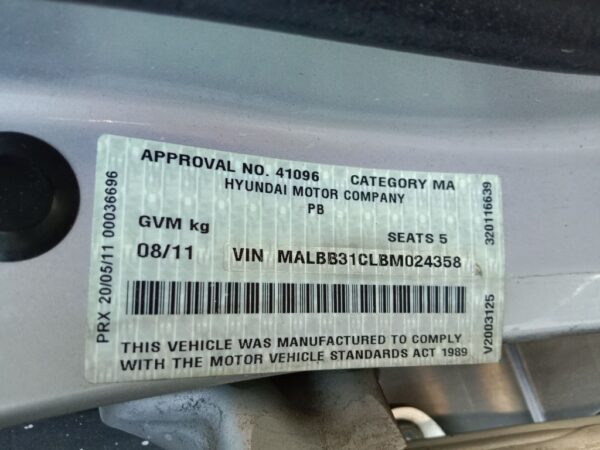 APPROVAL NO. 41096 CATEGORY MA
HYUNDAI MOTOR COMPANY
PB
GVM kg SEATS 5
08/11 VIN MALBB31CLBM024358
THIS VEHICLE WAS MANUFACTURED TO COMPLY
WITH THE MOTOR VEHICLE STANDARDS ACT 1989
PRX 20/05/11 00036696
320116639
V2003125